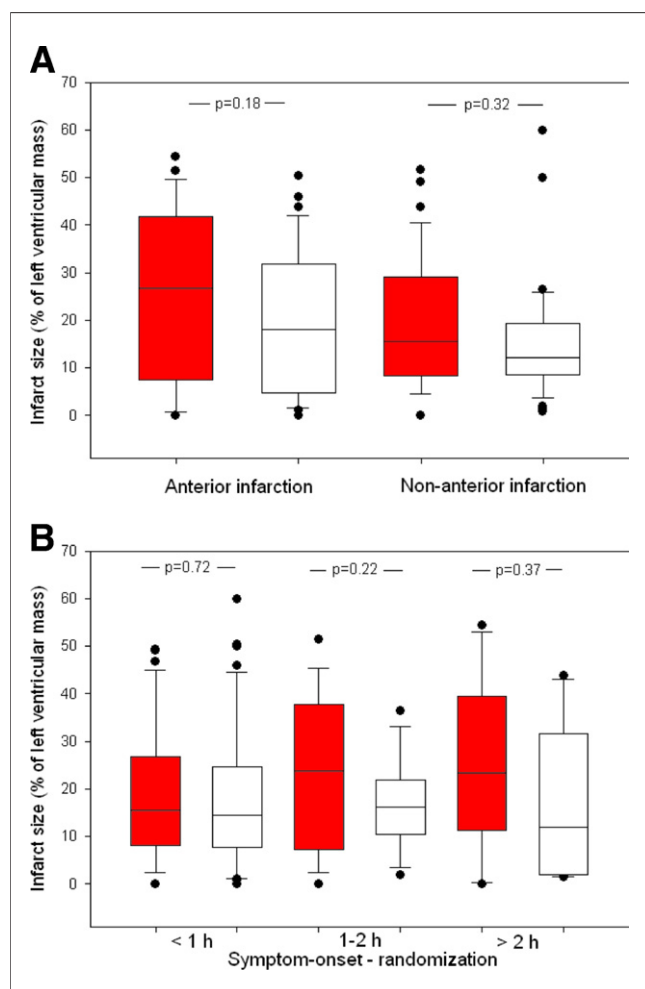 A
70
60
50
40
30
20
10
0
Infarct size (% of left ventricular mass)
p=0.18
p=0.32
Anterior infarction
Non-anterior infarction
B
70
60
50
40
30
20
10
0
Infarct size (% of left ventricular mass)
p=0.72
p=0.22
p=0.37
< 1 h
1-2 h
> 2 h
Symptom-onset - randomization